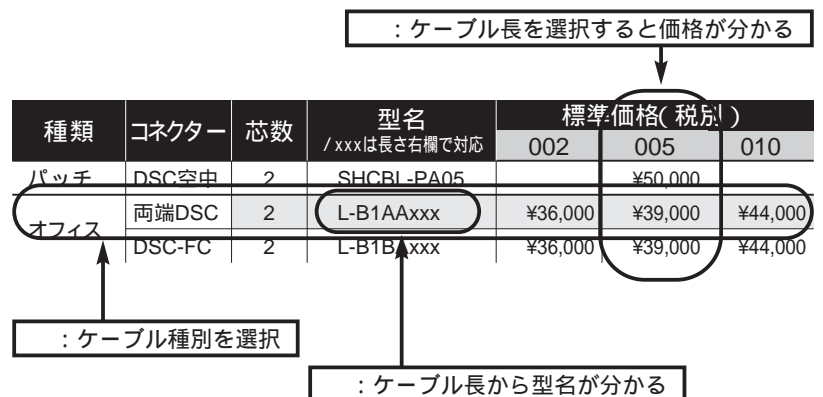 ：ケーブル長を選択すると価格が分かる
種類 コネクター 芯数 型名 標準価格(税別)
/xxxは長さ右欄で対応 002 005 010
パッチ DSC空中 2 SHCBL-PA05 ¥50,000
オフィス 両端DSC 2 L-B1AAxxx ¥36,000 ¥39,000 ¥44,000
DSC-FC 2 L-B1BAxxx ¥36,000 ¥39,000 ¥44,000
：ケーブル種別を選択
：ケーブル長から型名が分かる